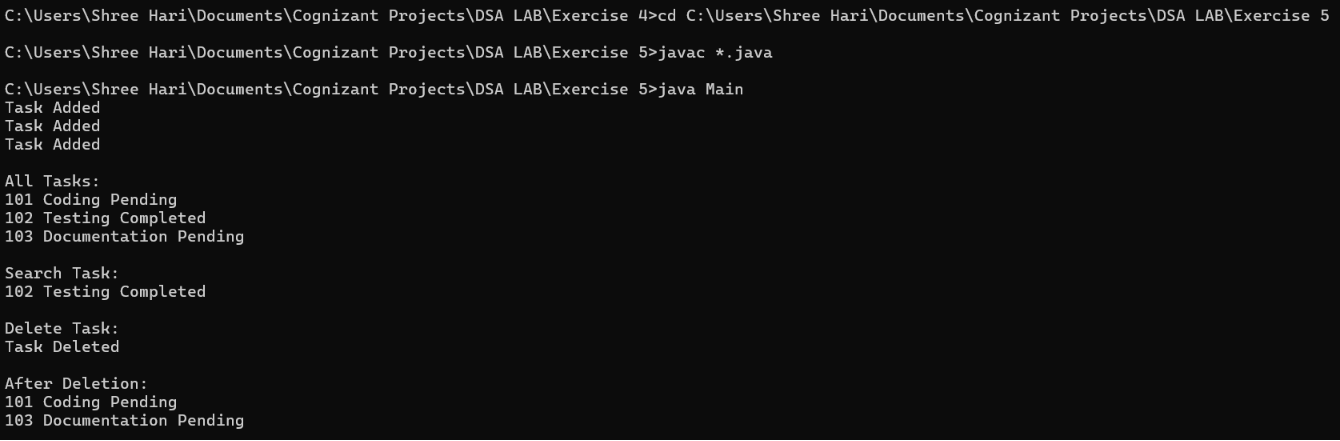 C:\Users\Shree Hari\Documents\Cognizant Projects\DSA LAB\Exercise 4>cd C:\Users\Shree Hari\Documents\Cognizant Projects\DSA LAB\Exercise 5
C:\Users\Shree Hari\Documents\Cognizant Projects\DSA LAB\Exercise 5>javac *.java
C:\Users\Shree Hari\Documents\Cognizant Projects\DSA LAB\Exercise 5>java Main
Task Added
Task Added
Task Added
All Tasks:
101 Coding Pending
102 Testing Completed
103 Documentation Pending
Search Task:
102 Testing Completed
Delete Task:
Task Deleted
After Deletion:
101 Coding Pending
103 Documentation Pending